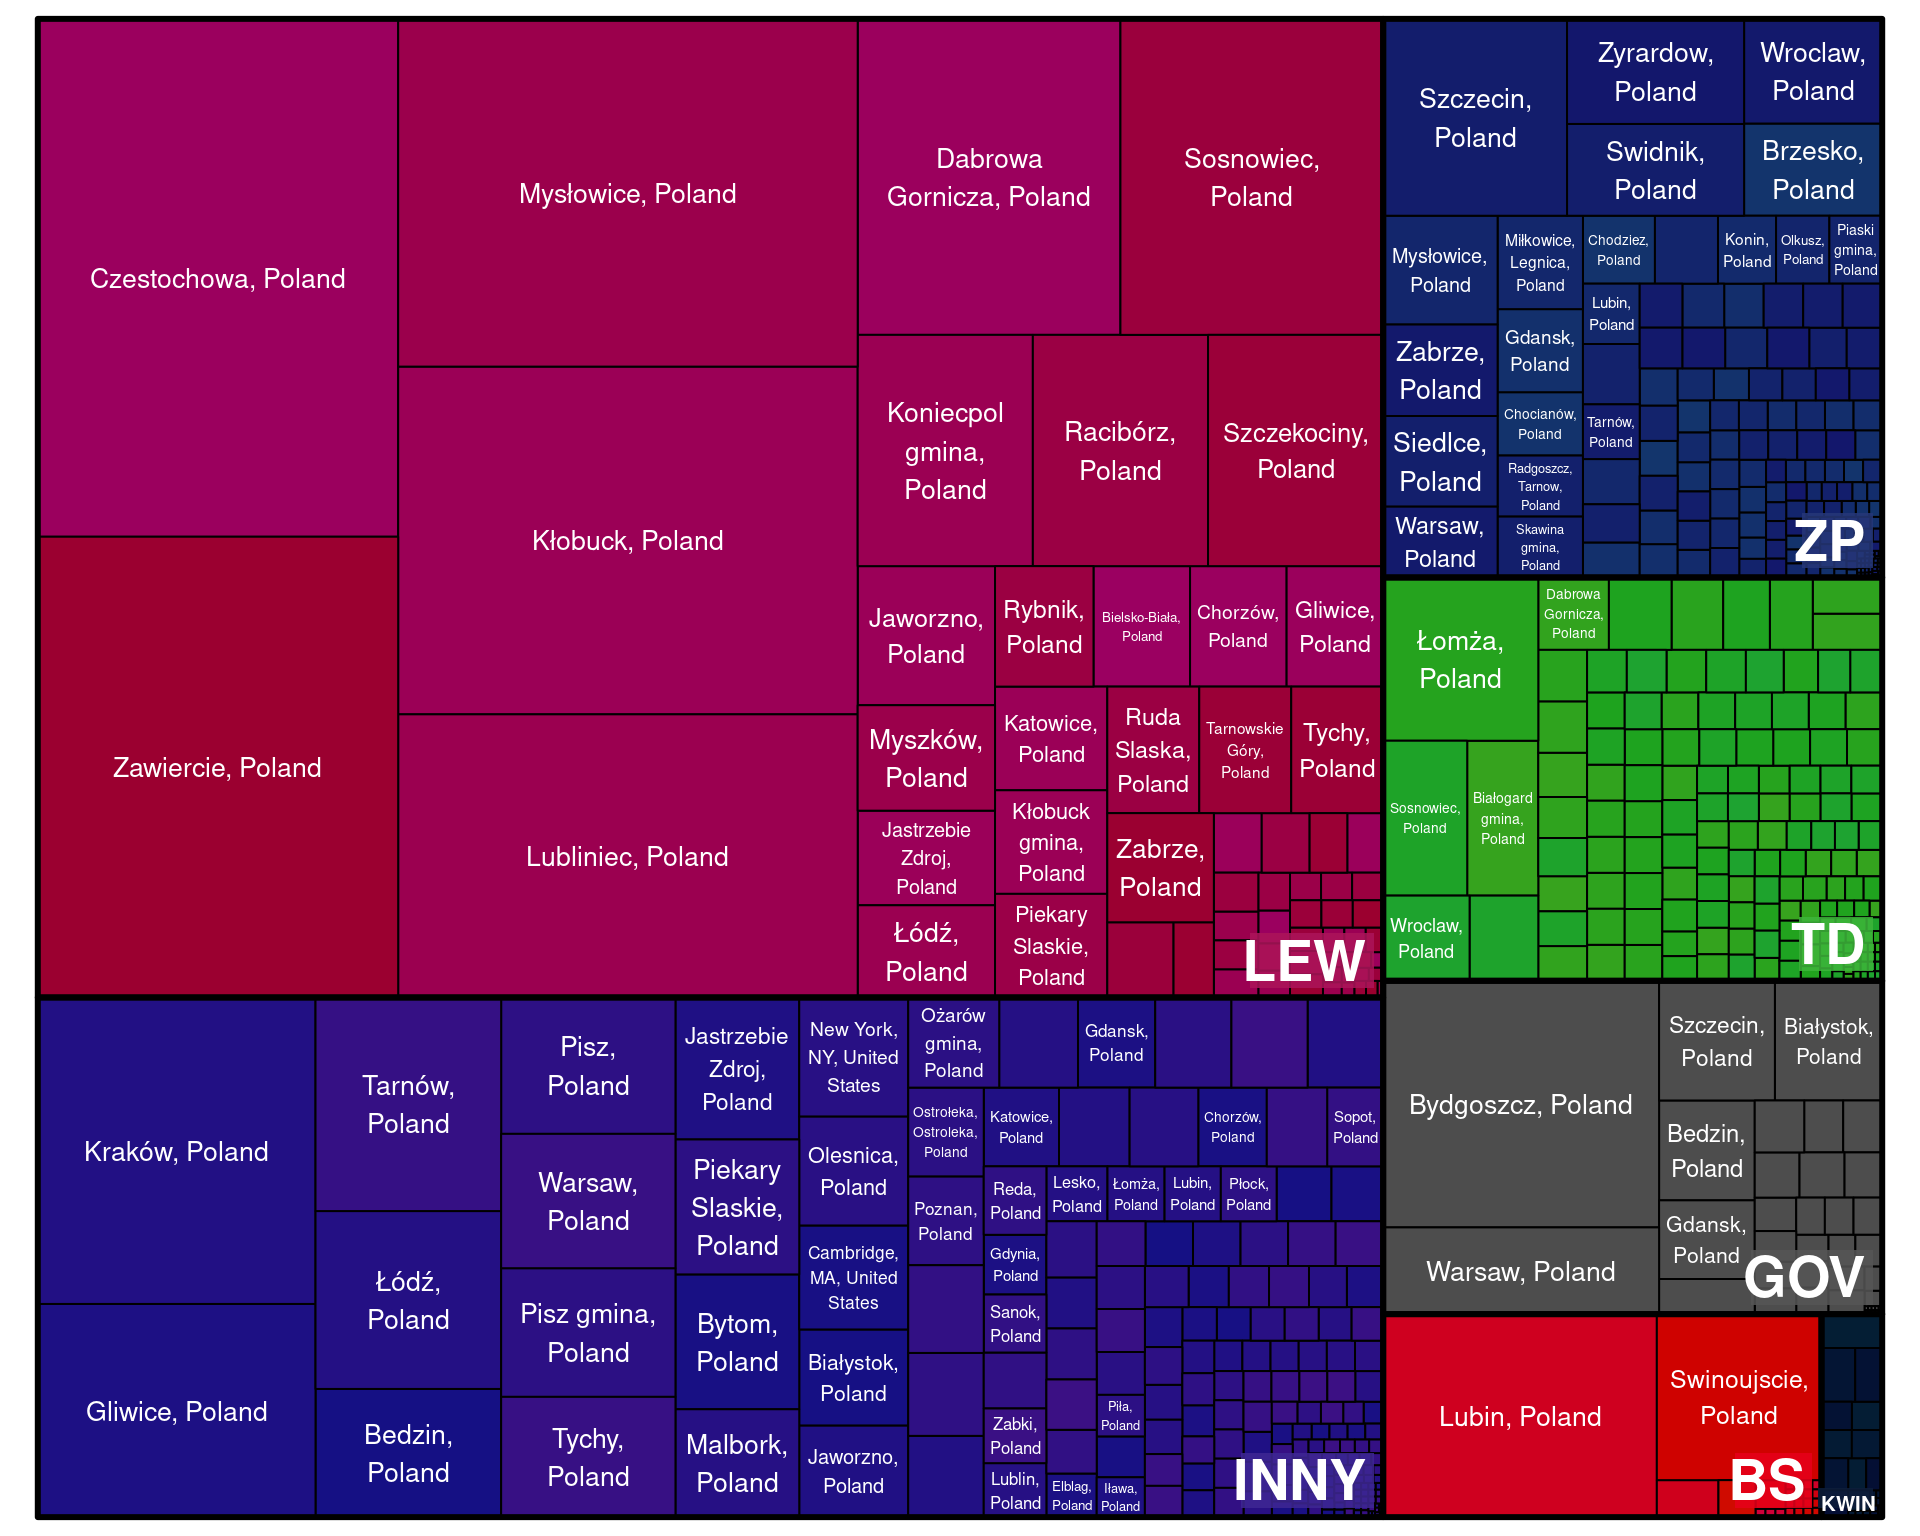 Czestochowa, Poland
Zawiercie, Poland
Mysłowice, Poland
Kłobuck, Poland
Lubliniec, Poland
Dabrowa
Gornicza, Poland
Sosnowiec,
Poland
Koniecpol
gmina,
Poland
Racibórz,
Poland
Szczekociny,
Poland
Jaworzno,
Poland
Myszków,
Poland
Jastrzebie
Zdroj,
Poland
Łódź,
Poland
Rybnik,
Poland
Bielsko-Biała,
Poland
Chorzów,
Poland
Gliwice,
Poland
Katowice,
Poland
Kłobuck
gmina,
Poland
Piekary
Slaskie,
Poland
Ruda
Slaska,
Poland
Tarnowskie
Góry,
Poland
Tychy,
Poland
Zabrze,
Poland
LEW
Kraków, Poland
Gliwice, Poland
Tarnów,
Poland
Łódź,
Poland
Bedzin,
Poland
Pisz,
Poland
Warsaw,
Poland
Pisz gmina,
Poland
Tychy,
Poland
Jastrzebie
Zdroj,
Poland
Piekary
Slaskie,
Poland
Bytom,
Poland
Malbork,
Poland
New York,
NY, United
States
Olesnica,
Poland
Cambridge,
MA, United
States
Białystok,
Poland
Jaworzno,
Poland
Ożarów
gmina,
Poland
Gdansk,
Poland
Ostrołeka,
Ostroleka,
Poland
Poznan,
Poland
Katowice,
Poland
Chorzów,
Poland
Sopot,
Poland
Reda,
Poland
Gdynia,
Poland
Sanok,
Poland
Zabki,
Poland
Lublin,
Poland
Lesko,
Poland
Łomża,
Poland
Lubin,
Poland
Płock,
Poland
Piła,
Poland
Elblag,
Poland
Iława,
Poland
INNY
Szczecin,
Poland
Zyrardow,
Poland
Wroclaw,
Poland
Swidnik,
Poland
Brzesko,
Poland
Mysłowice,
Poland
Zabrze,
Poland
Siedlce,
Poland
Warsaw,
Poland
Miłkowice,
Legnica,
Poland
Gdansk,
Poland
Chocianów,
Poland
Radgoszcz,
Tarnow,
Poland
Skawina
gmina,
Poland
Chodziez,
Poland
Konin,
Poland
Olkusz,
Poland
Piaski
gmina,
Poland
Lubin,
Poland
Tarnów,
Poland
ZP
Łomża,
Poland
Dabrowa
Gornicza,
Poland
Sosnowiec,
Poland
Białogard
gmina,
Poland
Wroclaw,
Poland
TD
Bydgoszcz, Poland
Warsaw, Poland
Szczecin,
Poland
Białystok,
Poland
Bedzin,
Poland
Gdansk,
Poland
GOV
Lubin, Poland
Swinoujscie,
Poland
BS
KWIN